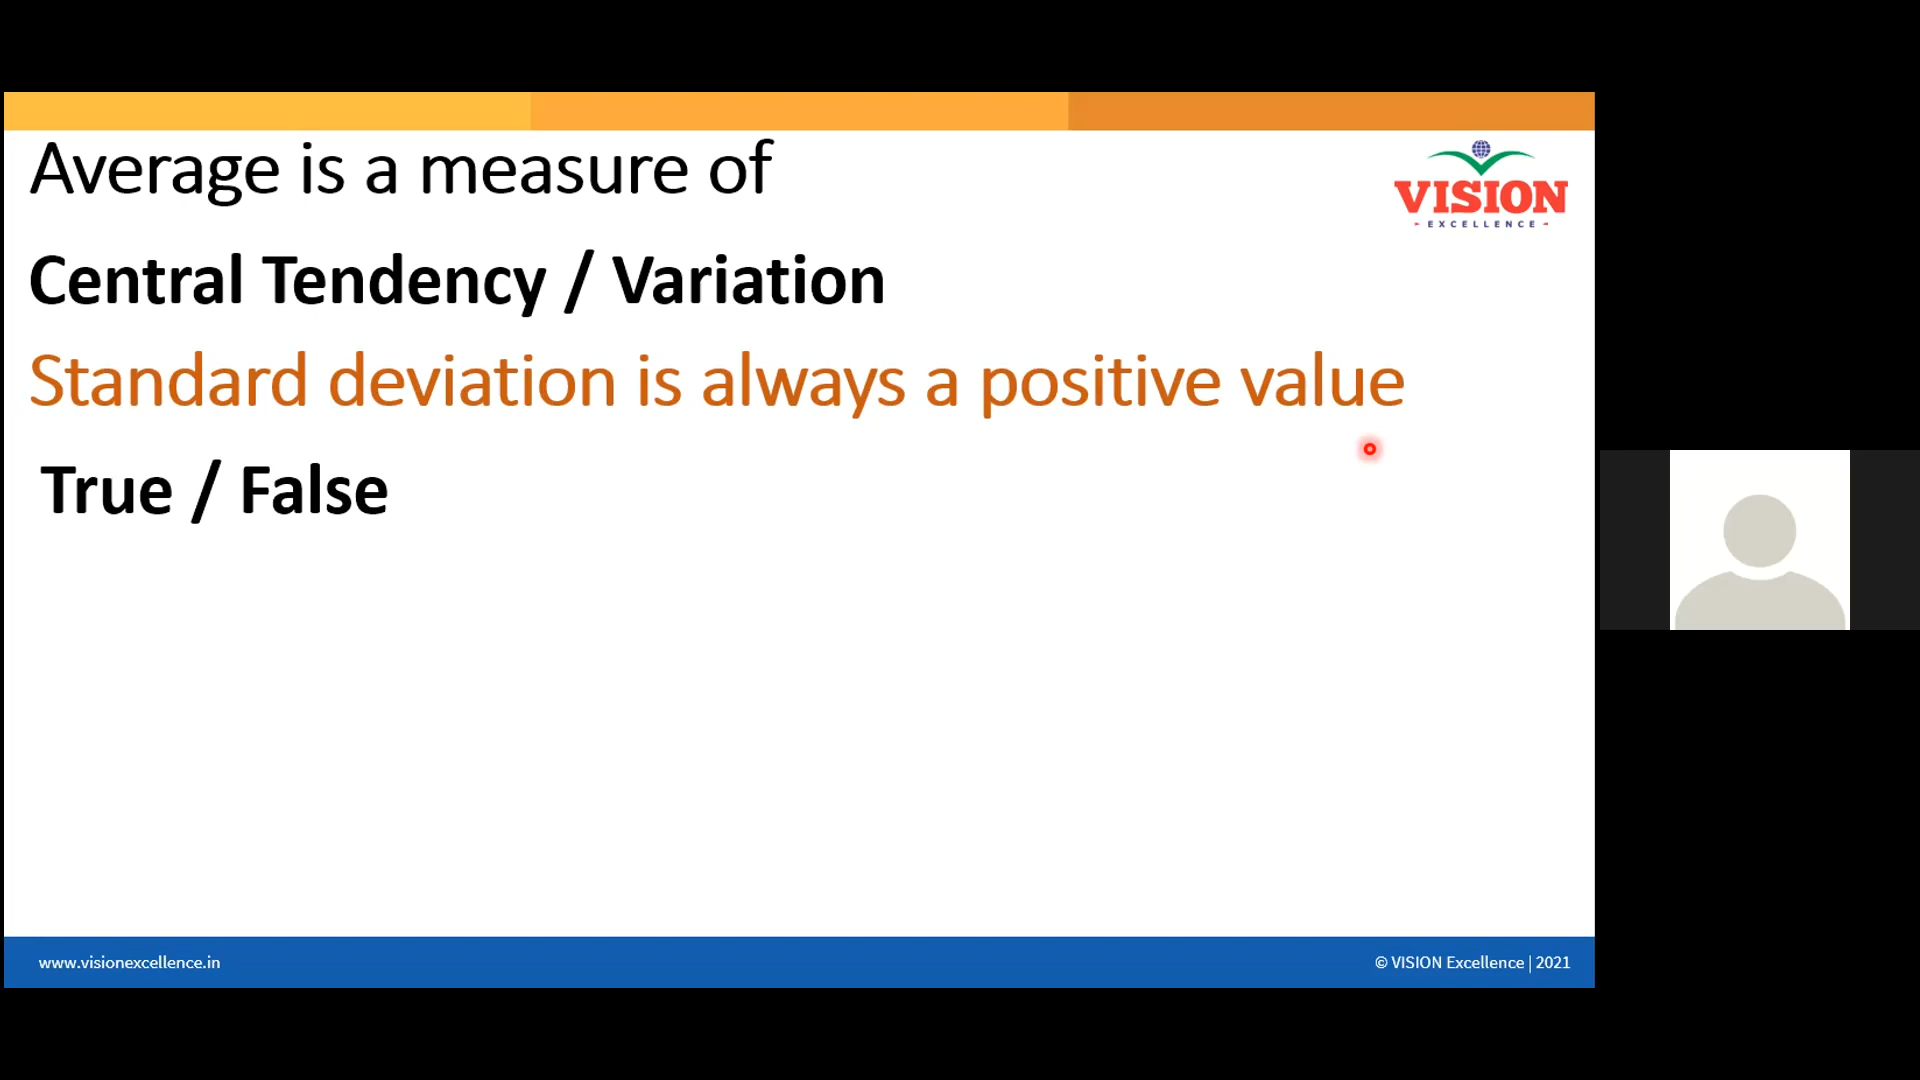 Average is a measure of
VISION
EXCELLENCE
Central Tendency / Variation
Standard deviation is always a positive value
True / False
www.visionexcellence.in
© VISION Excellence | 2021